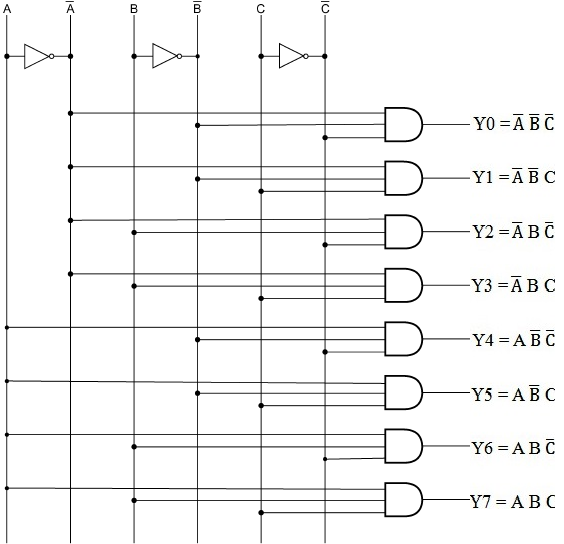 A A̅ B B̅ C C̅
Y0 = A̅ B̅ C̅
Y1 = A̅ B̅ C
Y2 = A̅ B C̅
Y3 = A̅ B C
Y4 = A B̅ C̅
Y5 = A B̅ C
Y6 = A B C̅
Y7 = A B C